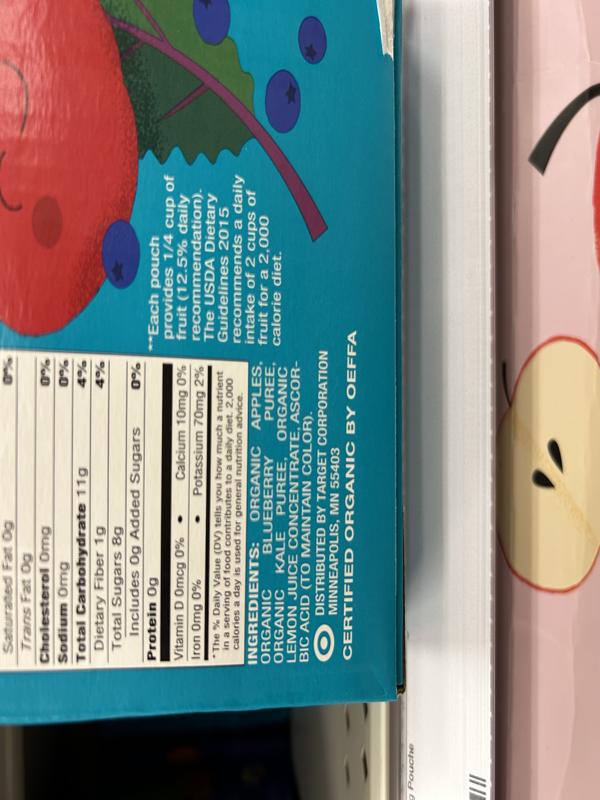 Saturated Fat 0g 0%
Trans Fat 0g
Cholesterol 0mg 0%
Sodium 0mg 0%
Total Carbohydrate 11g 4%
Dietary Fiber 1g 4%
Total Sugars 8g
Includes 0g Added Sugars 0%
Protein 0g
Vitamin D 0mcg 0% • Calcium 10mg 0%
Iron 0mg 0% • Potassium 70mg 2%
*The % Daily Value (DV) tells you how much a nutrient
in a serving of food contributes to a daily diet. 2,000
calories a day is used for general nutrition advice.
INGREDIENTS: ORGANIC APPLES,
ORGANIC BLUEBERRY PUREE,
ORGANIC KALE PUREE, ORGANIC
LEMON JUICE CONCENTRATE, ASCOR-
BIC ACID (TO MAINTAIN COLOR).
DISTRIBUTED BY TARGET CORPORATION
MINNEAPOLIS, MN 55403
CERTIFIED ORGANIC BY OEFFA
**Each pouch
provides 1/4 cup of
fruit (12.5% daily
recommendation).
The USDA Dietary
Guidelines 2015
recommends a daily
intake of 2 cups of
fruit for a 2,000
calorie diet.
g Pouche